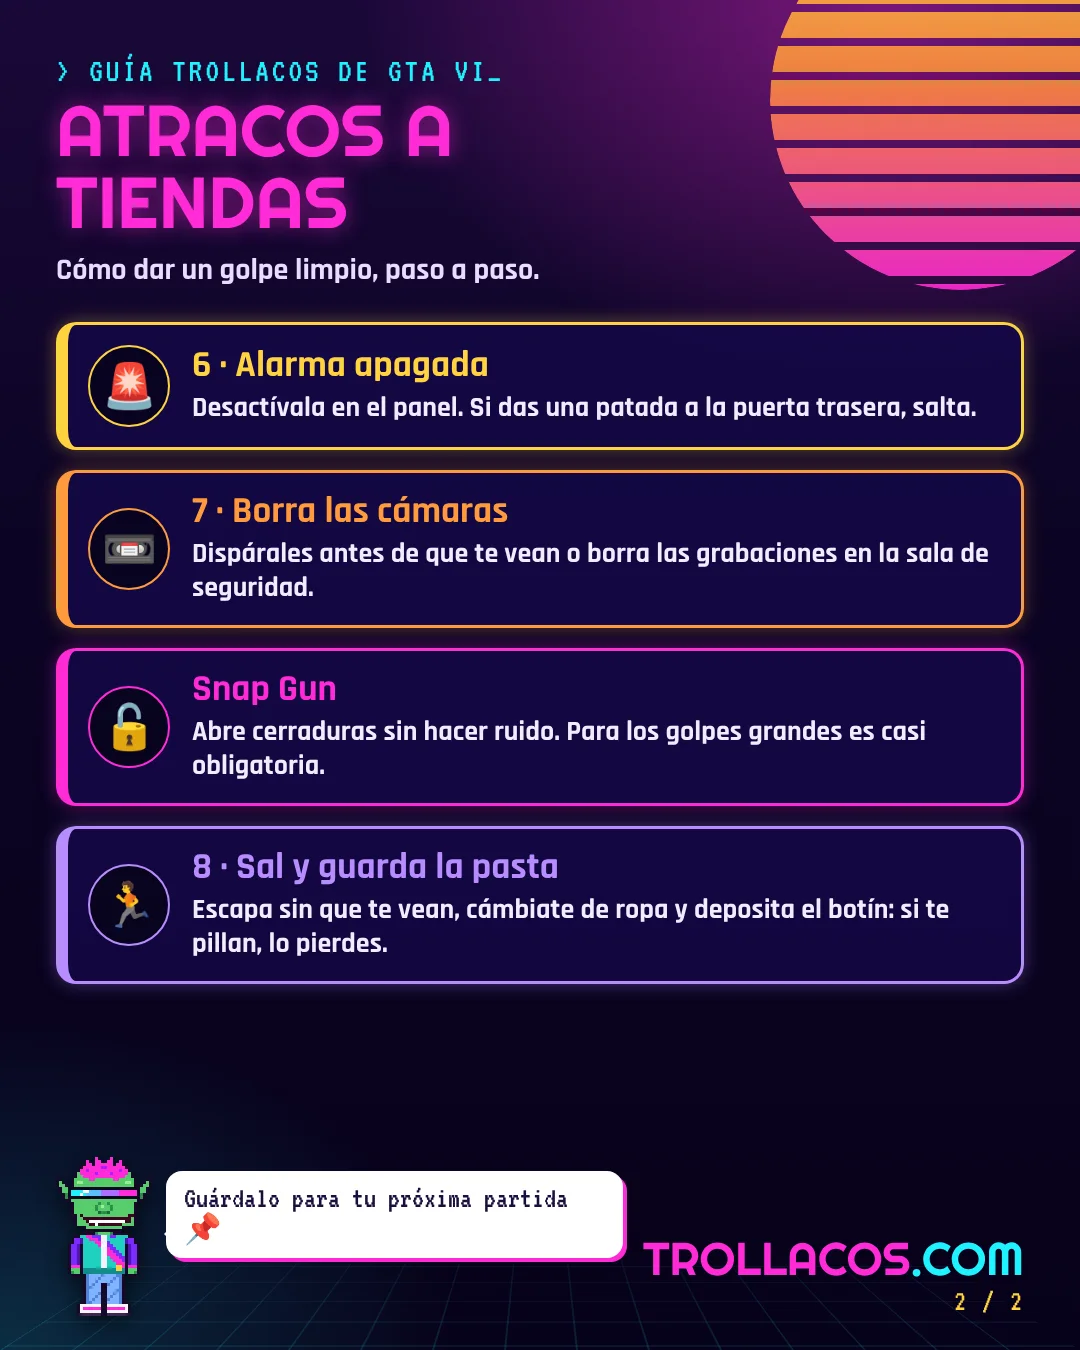 > GUÍA TROLLACOS DE GTA VI_
ATRACOS A
TIENDAS
Cómo dar un golpe limpio, paso a paso.
6 · Alarma apagada
Desactívala en el panel. Si das una patada a la puerta trasera, salta.
7 · Borra las cámaras
Dispárales antes de que te vean o borra las grabaciones en la sala de
seguridad.
Snap Gun
Abre cerraduras sin hacer ruido. Para los golpes grandes es casi
obligatoria.
8 · Sal y guarda la pasta
Escapa sin que te vean, cámbiate de ropa y deposita el botín: si te
pillan, lo pierdes.
Guárdalo para tu próxima partida
📌
TROLLACOS.COM
2 / 2